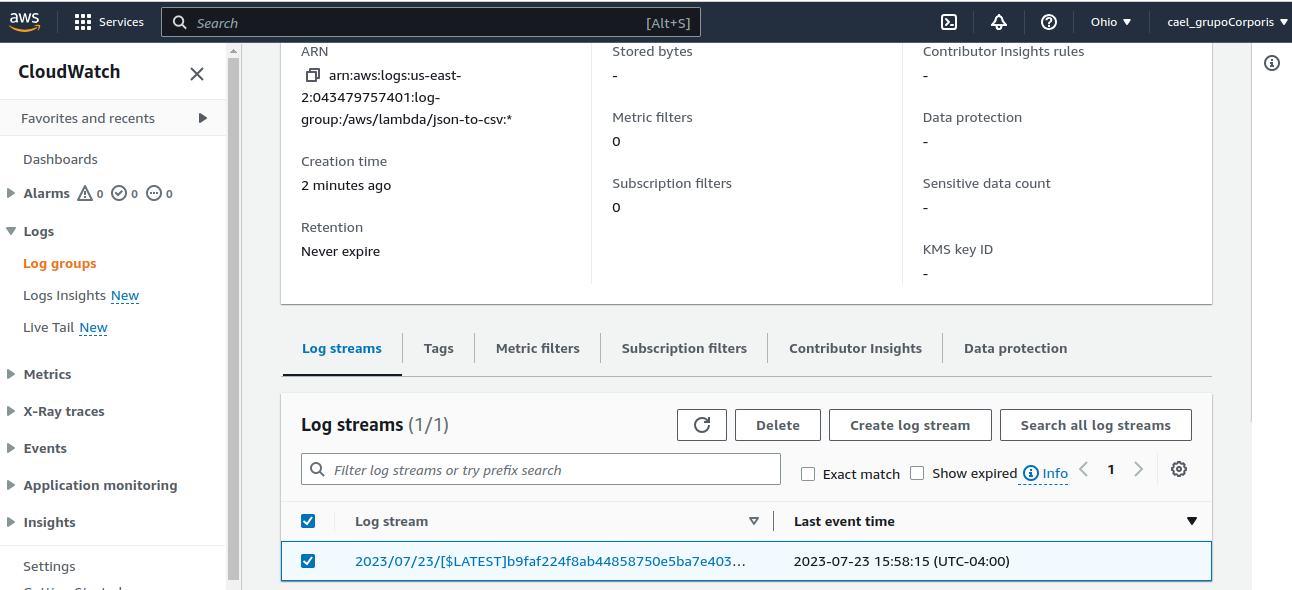 aws
Services
Search
[Alt+S]
Ohio
cael_grupoCorporis
CloudWatch
Favorites and recents
Dashboards
Alarms
0
0
0
Logs
Log groups
Logs Insights New
Live Tail New
Metrics
X-Ray traces
Events
Application monitoring
Insights
Settings
ARN
arn:aws:logs:us-east-
2:043479757401:log-
group:/aws/lambda/json-to-csv:*
Creation time
2 minutes ago
Retention
Never expire
Stored bytes
-
Metric filters
0
Subscription filters
0
Contributor Insights rules
-
Data protection
-
Sensitive data count
-
KMS key ID
-
Log streams
Tags
Metric filters
Subscription filters
Contributor Insights
Data protection
Log streams (1/1)
Delete
Create log stream
Search all log streams
Filter log streams or try prefix search
Exact match
Show expired
Info
1
Log stream
Last event time
2023/07/23/[$LATEST]b9faf224f8ab44858750e5ba7e403...
2023-07-23 15:58:15 (UTC-04:00)